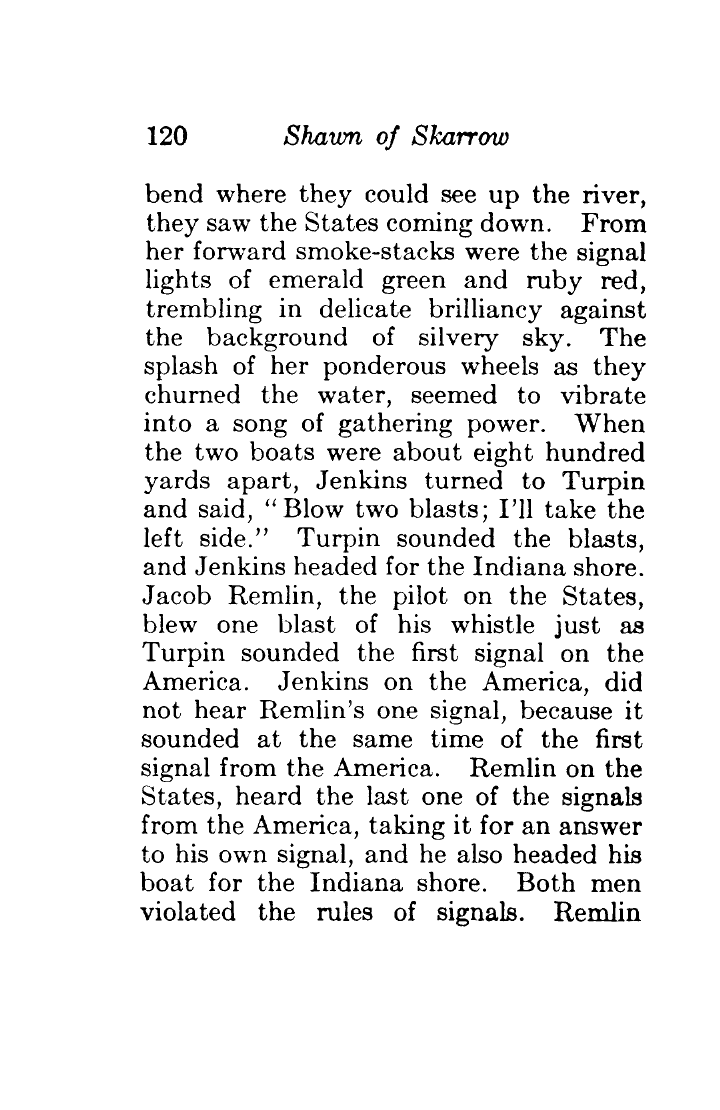 120 Shawn of Skarrow
bend where they could see up the river,
they saw the States coming down. From
her forward smoke-stacks were the signal
lights of emerald green and ruby red,
trembling in delicate brilliancy against
the background of silvery sky. The
splash of her ponderous wheels as they
churned the water, seemed to vibrate
into a song of gathering power. When
the two boats were about eight hundred
yards apart, Jenkins turned to Turpin
and said, “Blow two blasts; I’ll take the
left side.” Turpin sounded the blasts,
and Jenkins headed for the Indiana shore.
Jacob Remlin, the pilot on the States,
blew one blast of his whistle just as
Turpin sounded the first signal on the
America. Jenkins on the America, did
not hear Remlin’s one signal, because it
sounded at the same time of the first
signal from the America. Remlin on the
States, heard the last one of the signals
from the America, taking it for an answer
to his own signal, and he also headed his
boat for the Indiana shore. Both men
violated the rules of signals. Remlin